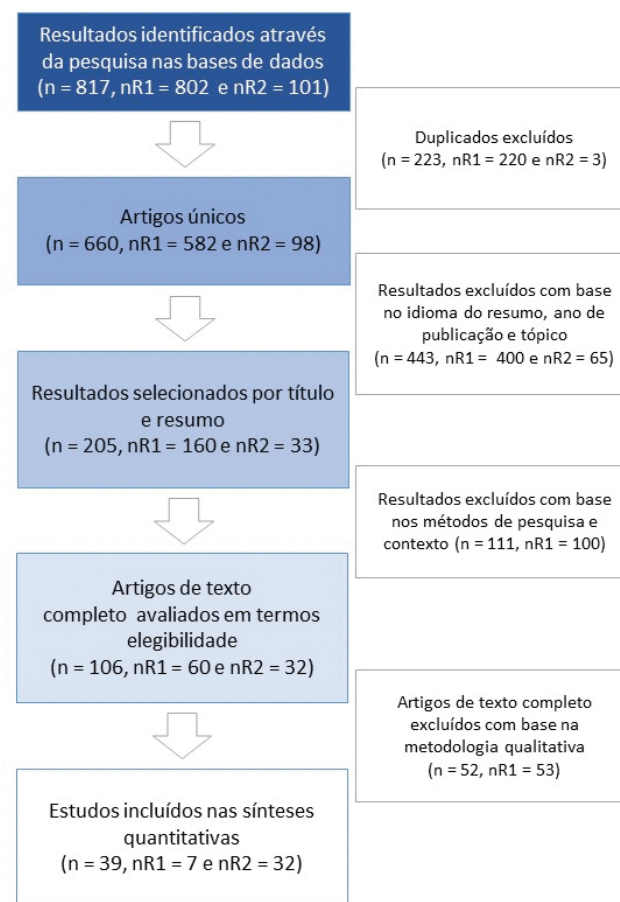 Resultados identificados através
da pesquisa nas bases de dados
(n = 817, nR1 = 802 e nR2 = 101)
Duplicados excluídos
(n = 223, nR1 = 220 e nR2 = 3)
Artigos únicos
(n = 660, nR1 = 582 e nR2 = 98)
Resultados excluídos com base
no idioma do resumo, ano de
publicação e tópico
(n = 443, nR1 = 400 e nR2 = 65)
Resultados selecionados por título
e resumo
(n = 205, nR1 = 160 e nR2 = 33)
Resultados excluídos com base
nos métodos de pesquisa e
contexto (n = 111, nR1 = 100)
Artigos de texto
completo avaliados em termos
elegibilidade
(n = 106, nR1 = 60 e nR2 = 32)
Artigos de texto completo
excluídos com base na
metodologia qualitativa
(n = 52, nR1 = 53)
Estudos incluídos nas sínteses
quantitativas
(n = 39, nR1 = 7 e nR2 = 32)